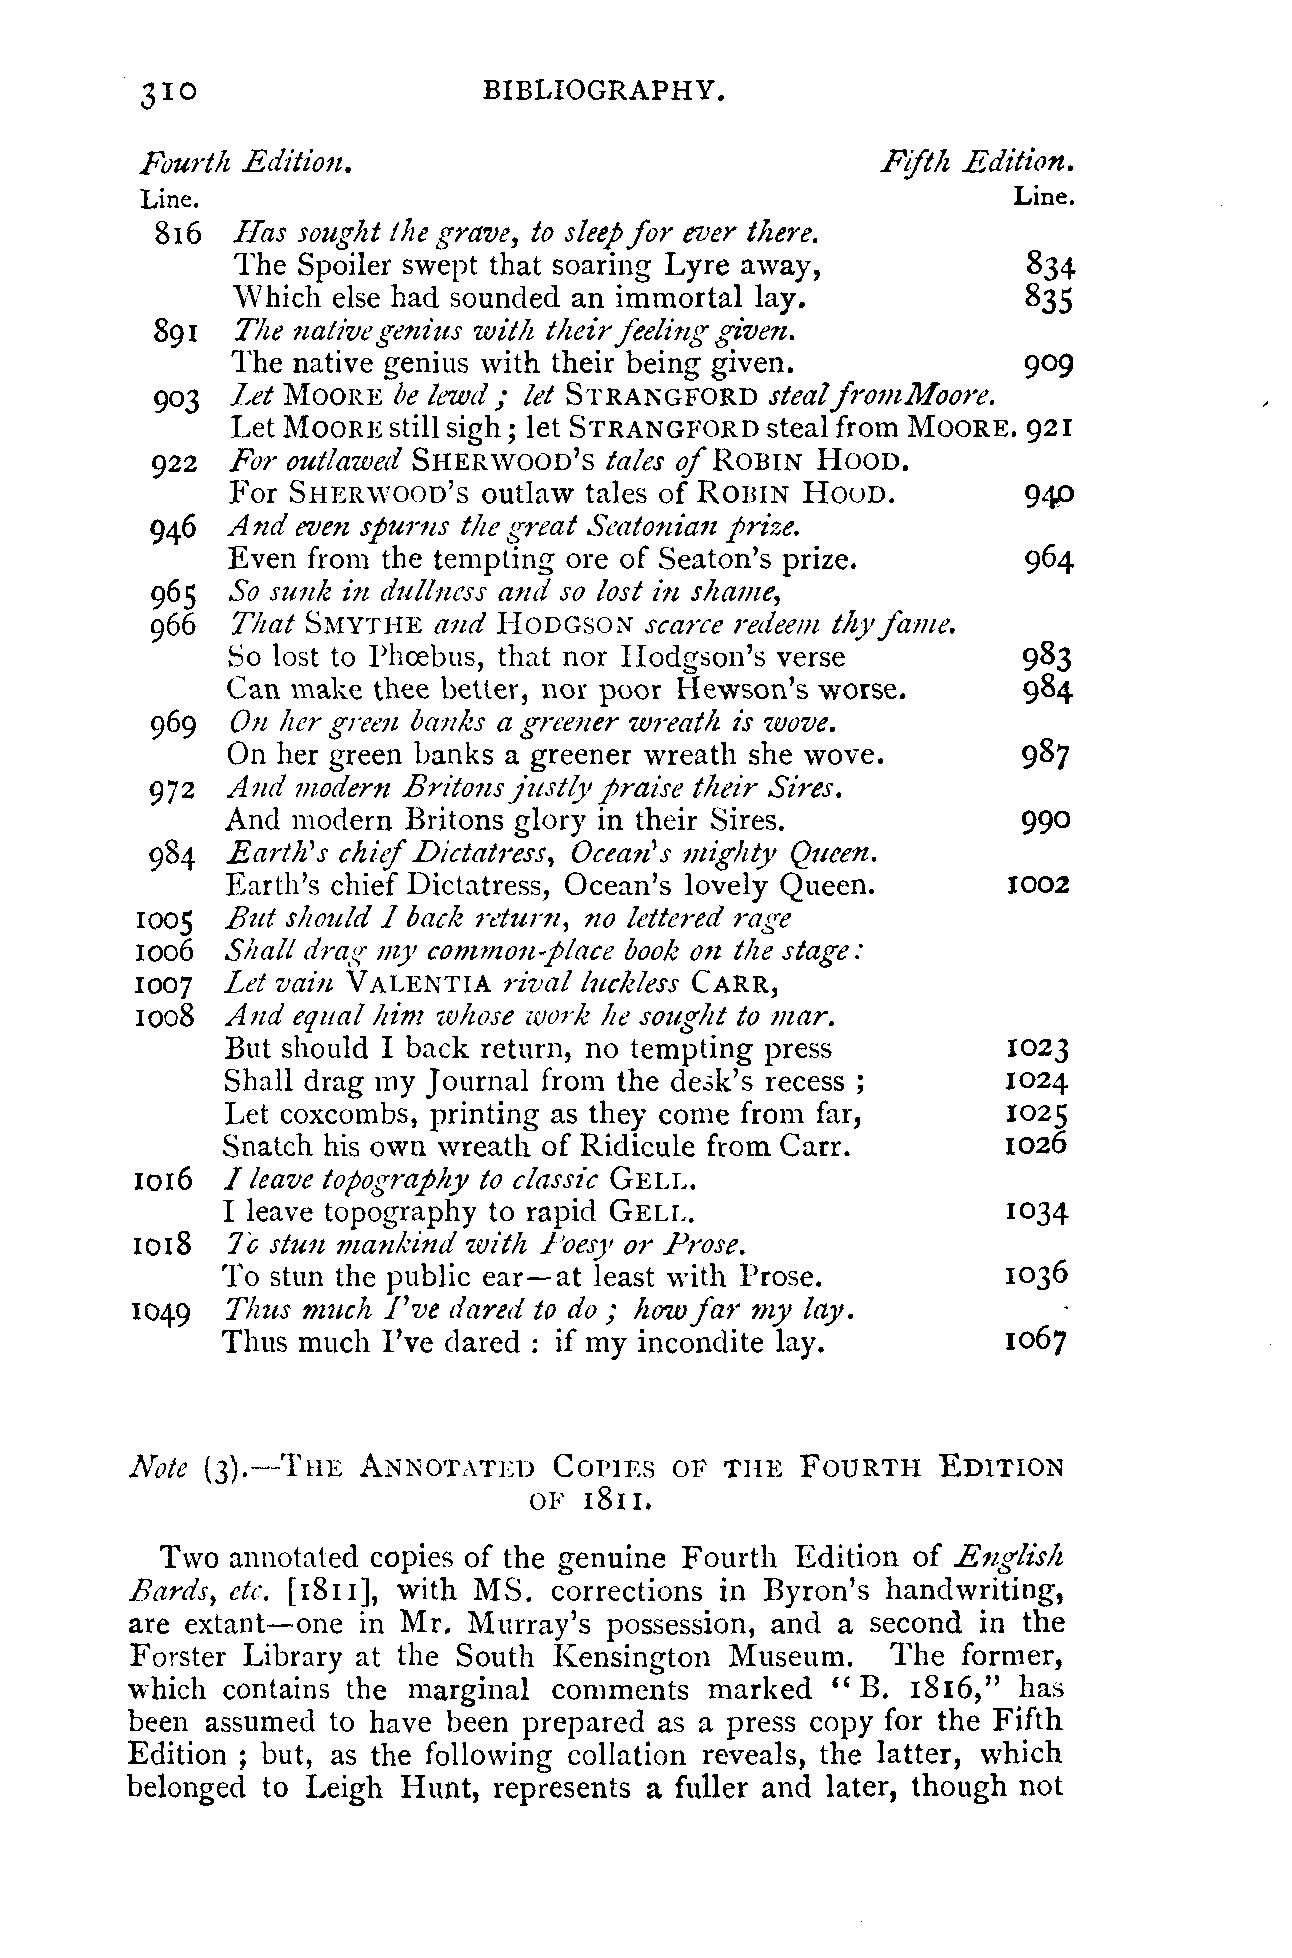 310 BIBLIOGRAPHY.
Fourth Edition. Fifth Edition.
Line. Line.
816 Has sought the grave, to sleep for ever there.
The Spoiler swept that soaring Lyre away, 834
Which else had sounded an immortal lay. 835
891 The native genius with their feeling given.
The native genius with their being given. 909
903 Let MOORE be lewd ; let STRANGFORD steal from Moore.
Let MOORE still sigh ; let STRANGFORD steal from MOORE. 921
922 For outlawed SHERWOOD'S tales of ROBIN HOOD.
For SHERWOOD'S outlaw tales of ROBIN HOOD. 940
946 And even spurns the great Seatonian prize.
Even from the tempting ore of Seaton's prize. 964
965 So sunk in dullness and so lost in shame,
966 That SMYTHE and HODGSON scarce redeem thy fame.
So lost to Phœbus, that nor Hodgson's verse 983
Can make thee better, nor poor Hewson's worse. 984
969 On her green banks a greener wreath is wove.
On her green banks a greener wreath she wove. 987
972 And modern Britons justly praise their Sires.
And modern Britons glory in their Sires. 990
984 Earth's chief Dictatress, Ocean's mighty Queen.
Earth's chief Dictatress, Ocean's lovely Queen. 1002
1005 But should I back return, no lettered rage
1006 Shall drag my common-place book on the stage :
1007 Let vain VALENTIA rival luckless CARR,
1008 And equal him whose work he sought to mar.
But should I back return, no tempting press 1023
Shall drag my Journal from the desk's recess ; 1024
Let coxcombs, printing as they come from far, 1025
Snatch his own wreath of Ridicule from Carr. 1026
1016 I leave topography to classic GELL.
I leave topography to rapid GELL. 1034
1018 To stun mankind with Poesy or Prose.
To stun the public ear—at least with Prose. 1036
1049 Thus much I've dared to do ; how far my lay.
Thus much I've dared : if my incondite lay. 1067
Note (3).—THE ANNOTATED COPIES OF THE FOURTH EDITION
OF 1811.
Two annotated copies of the genuine Fourth Edition of English
Bards, etc. [1811], with MS. corrections in Byron's handwriting,
are extant—one in Mr. Murray's possession, and a second in the
Forster Library at the South Kensington Museum. The former,
which contains the marginal comments marked "B. 1816," has
been assumed to have been prepared as a press copy for the Fifth
Edition ; but, as the following collation reveals, the latter, which
belonged to Leigh Hunt, represents a fuller and later, though not